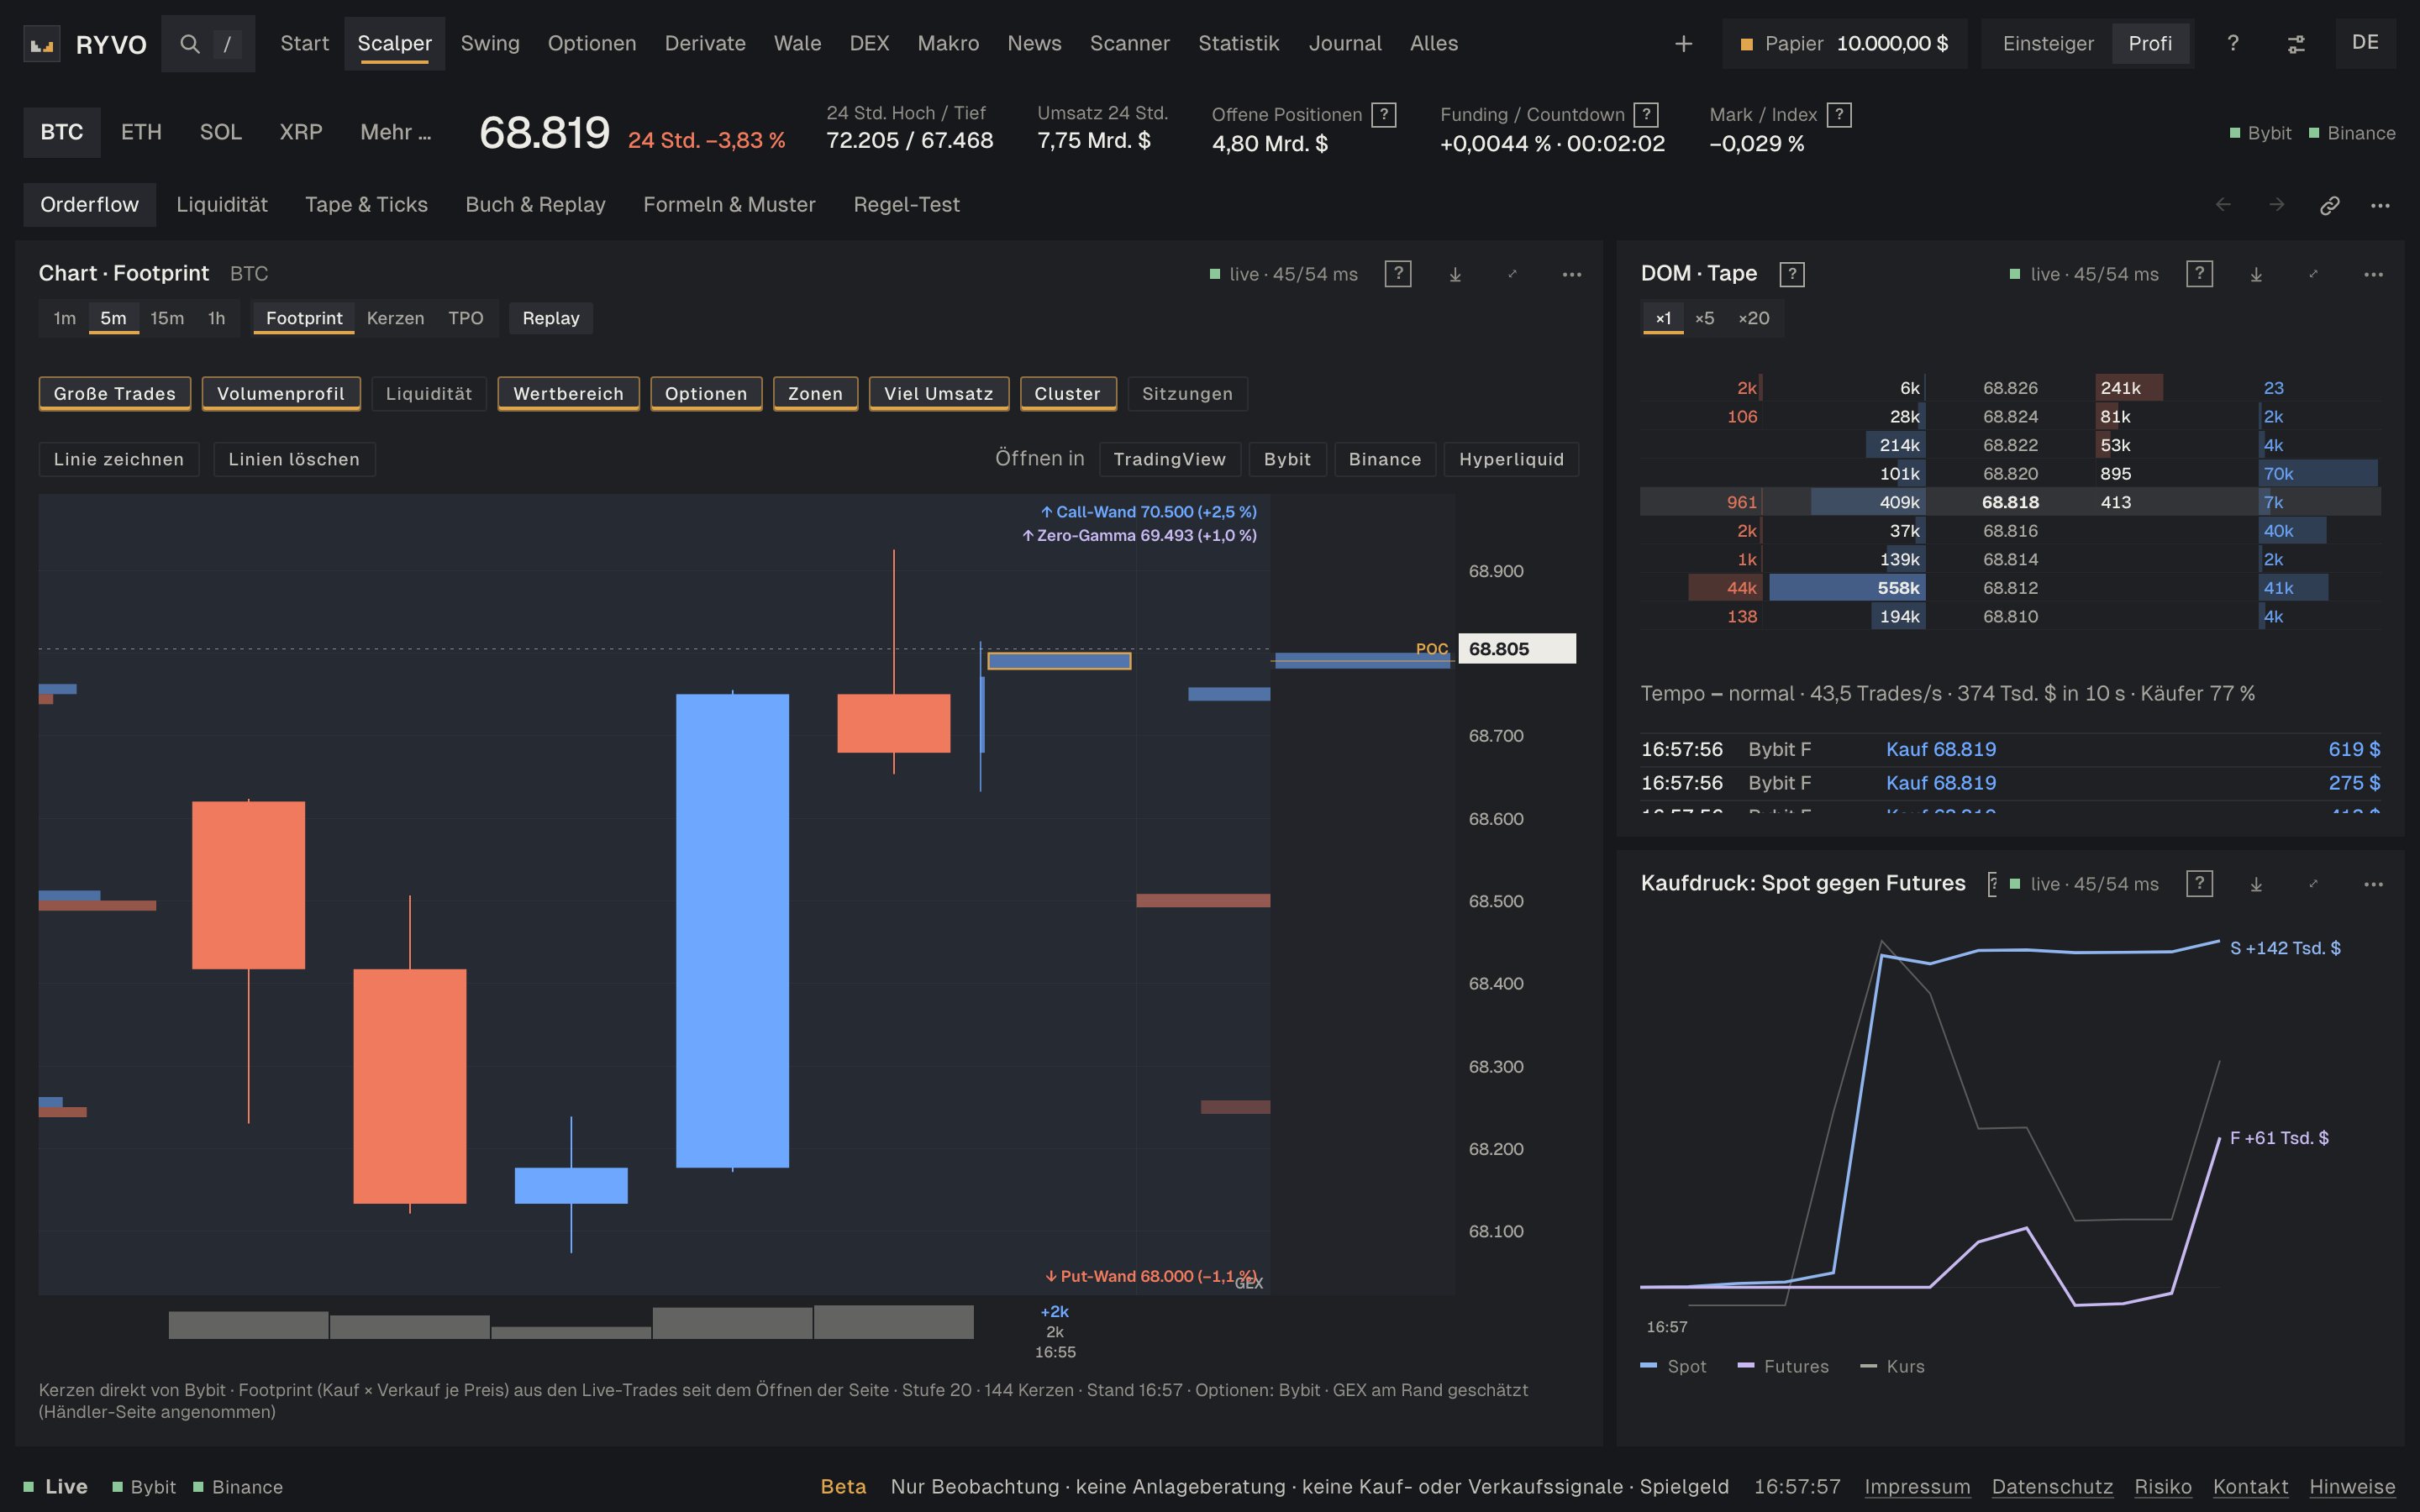 RYVO / Start Scalper Swing Optionen Derivate Wale DEX Makro News Scanner Statistik Journal Alles + Papier 10.000,00 $ Einsteiger Profi ? DE
BTC ETH SOL XRP Mehr ... 68.819 24 Std. −3,83 %
24 Std. Hoch / Tief
72.205 / 67.468
Umsatz 24 Std.
7,75 Mrd. $
Offene Positionen ?
4,80 Mrd. $
Funding / Countdown ?
+0,0044 % · 00:02:02
Mark / Index ?
−0,029 %
Bybit Binance
Orderflow Liquidität Tape & Ticks Buch & Replay Formeln & Muster Regel-Test
Chart · Footprint BTC live · 45/54 ms ?
1m 5m 15m 1h Footprint Kerzen TPO Replay
Große Trades Volumenprofil Liquidität Wertbereich Optionen Zonen Viel Umsatz Cluster Sitzungen
Linie zeichnen Linien löschen Öffnen in TradingView Bybit Binance Hyperliquid
↑ Call-Wand 70.500 (+2,5 %)
↑ Zero-Gamma 69.493 (+1,0 %)
68.900
POC 68.805
68.700
68.600
68.500
68.400
68.300
68.200
68.100
↓ Put-Wand 68.000 (−1,1 %)
GEX
+2k
2k
16:55
Kerzen direkt von Bybit · Footprint (Kauf × Verkauf je Preis) aus den Live-Trades seit dem Öffnen der Seite · Stufe 20 · 144 Kerzen · Stand 16:57 · Optionen: Bybit · GEX am Rand geschätzt
(Händler-Seite angenommen)
DOM · Tape ? live · 45/54 ms ?
×1 ×5 ×20
2k 6k 68.826 241k 23
106 28k 68.824 81k 2k
214k 68.822 53k 4k
101k 68.820 895 70k
961 409k 68.818 413 7k
2k 37k 68.816 40k
1k 139k 68.814 2k
44k 558k 68.812 41k
138 194k 68.810 4k
Tempo – normal · 43,5 Trades/s · 374 Tsd. $ in 10 s · Käufer 77 %
16:57:56 Bybit F Kauf 68.819 619 $
16:57:56 Bybit F Kauf 68.819 275 $
Kaufdruck: Spot gegen Futures live · 45/54 ms ?
S +142 Tsd. $
F +61 Tsd. $
16:57
Spot Futures Kurs
Live Bybit Binance Beta Nur Beobachtung · keine Anlageberatung · keine Kauf- oder Verkaufssignale · Spielgeld 16:57:57 Impressum Datenschutz Risiko Kontakt Hinweise